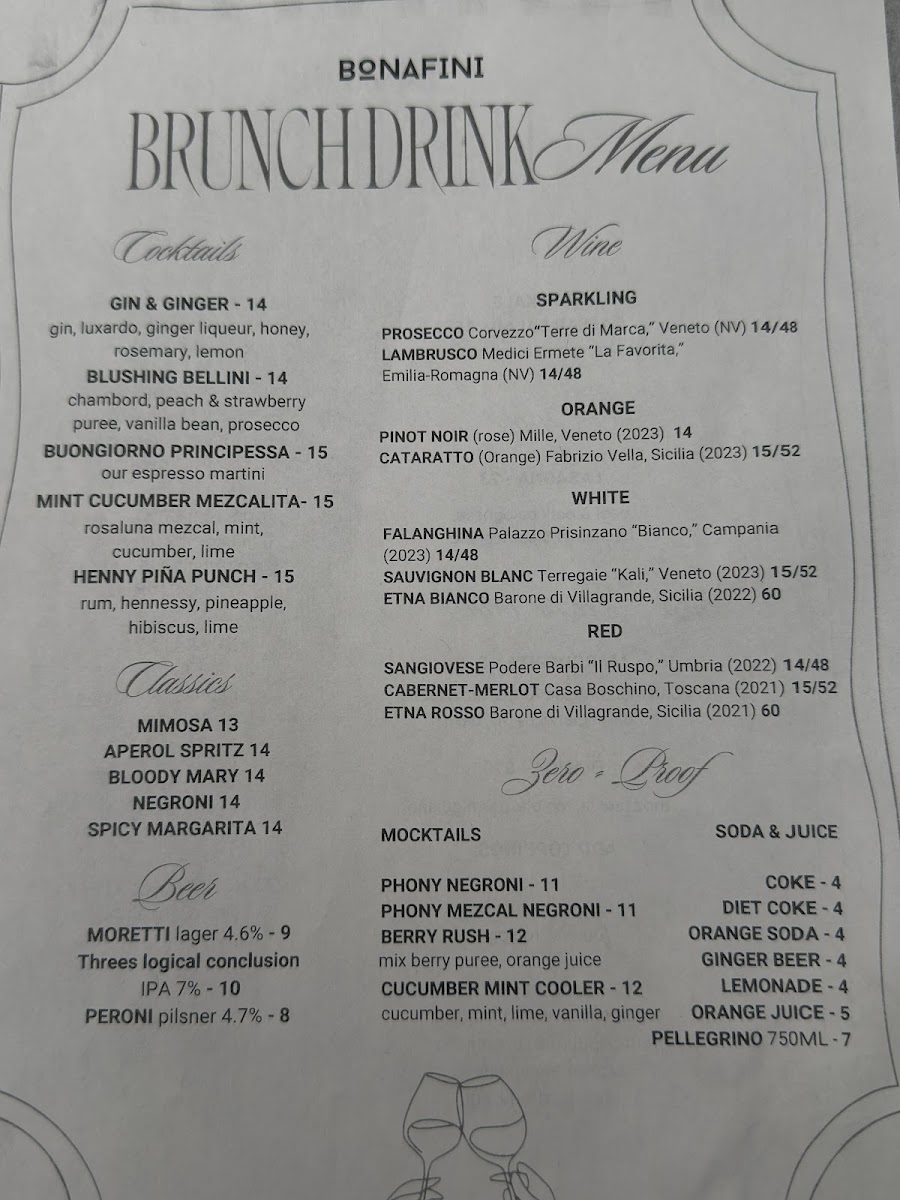 BONAFINI
BRUNCH DRINK Menu
Cocktails
GIN & GINGER - 14
gin, luxardo, ginger liqueur, honey,
rosemary, lemon
BLUSHING BELLINI - 14
chambord, peach & strawberry
puree, vanilla bean, prosecco
BUONGIORNO PRINCIPESSA - 15
our espresso martini
MINT CUCUMBER MEZCALITA- 15
rosaluna mezcal, mint,
cucumber, lime
HENNY PIÑA PUNCH - 15
rum, hennessy, pineapple,
hibiscus, lime
Classics
MIMOSA 13
APEROL SPRITZ 14
BLOODY MARY 14
NEGRONI 14
SPICY MARGARITA 14
Beer
MORETTI lager 4.6% - 9
Threes logical conclusion
IPA 7% - 10
PERONI pilsner 4.7% - 8
Wine
SPARKLING
PROSECCO Corvezzo“Terre di Marca,” Veneto (NV) 14/48
LAMBRUSCO Medici Ermete “La Favorita,”
Emilia-Romagna (NV) 14/48
ORANGE
PINOT NOIR (rose) Mille, Veneto (2023) 14
CATARATTO (Orange) Fabrizio Vella, Sicilia (2023) 15/52
WHITE
FALANGHINA Palazzo Prisinzano “Bianco,” Campania
(2023) 14/48
SAUVIGNON BLANC Terregaie “Kali,” Veneto (2023) 15/52
ETNA BIANCO Barone di Villagrande, Sicilia (2022) 60
RED
SANGIOVESE Podere Barbi “Il Ruspo,” Umbria (2022) 14/48
CABERNET-MERLOT Casa Boschino, Toscana (2021) 15/52
ETNA ROSSO Barone di Villagrande, Sicilia (2021) 60
Zero - Proof
MOCKTAILS
PHONY NEGRONI - 11
PHONY MEZCAL NEGRONI - 11
BERRY RUSH - 12
mix berry puree, orange juice
CUCUMBER MINT COOLER - 12
cucumber, mint, lime, vanilla, ginger
SODA & JUICE
COKE - 4
DIET COKE - 4
ORANGE SODA - 4
GINGER BEER - 4
LEMONADE - 4
ORANGE JUICE - 5
PELLEGRINO 750ML - 7